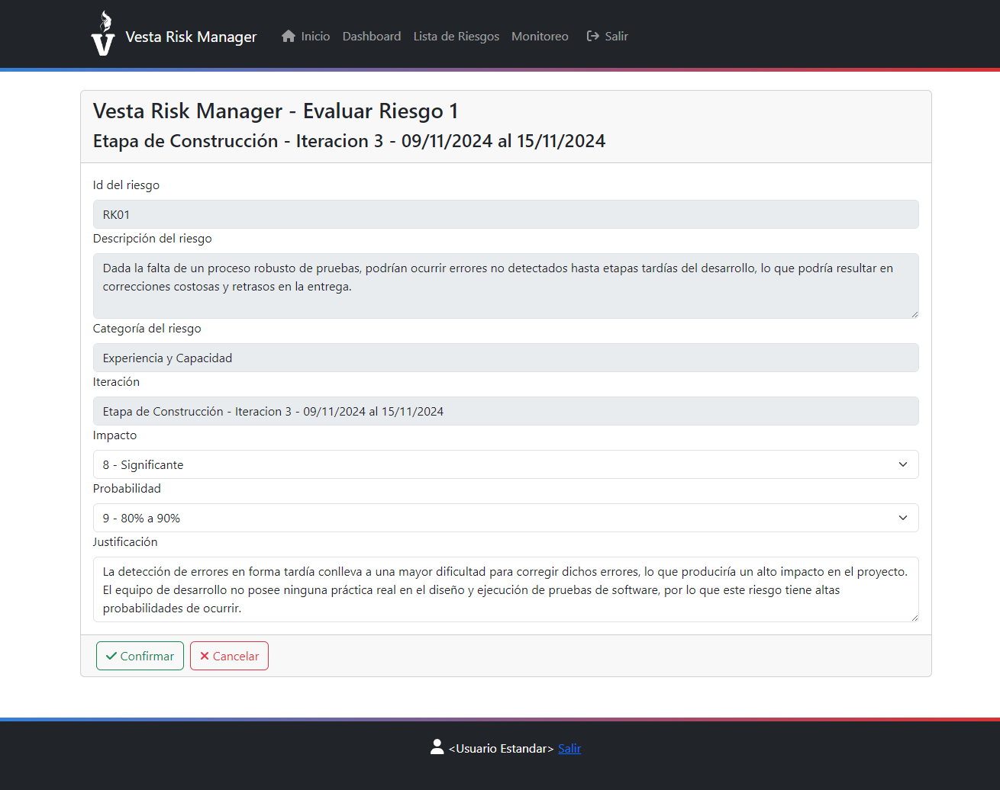 Vesta Risk Manager Inicio Dashboard Lista de Riesgos Monitoreo Salir
Vesta Risk Manager - Evaluar Riesgo 1
Etapa de Construcción - Iteracion 3 - 09/11/2024 al 15/11/2024
Id del riesgo
RK01
Descripción del riesgo
Dada la falta de un proceso robusto de pruebas, podrían ocurrir errores no detectados hasta etapas tardías del desarrollo, lo que podría resultar en
correcciones costosas y retrasos en la entrega.
Categoría del riesgo
Experiencia y Capacidad
Iteración
Etapa de Construcción - Iteracion 3 - 09/11/2024 al 15/11/2024
Impacto
8 - Significante
Probabilidad
9 - 80% a 90%
Justificación
La detección de errores en forma tardía conlleva a una mayor dificultad para corregir dichos errores, lo que produciría un alto impacto en el proyecto.
El equipo de desarrollo no posee ninguna práctica real en el diseño y ejecución de pruebas de software, por lo que este riesgo tiene altas
probabilidades de ocurrir.
Confirmar Cancelar
<Usuario Estandar> Salir